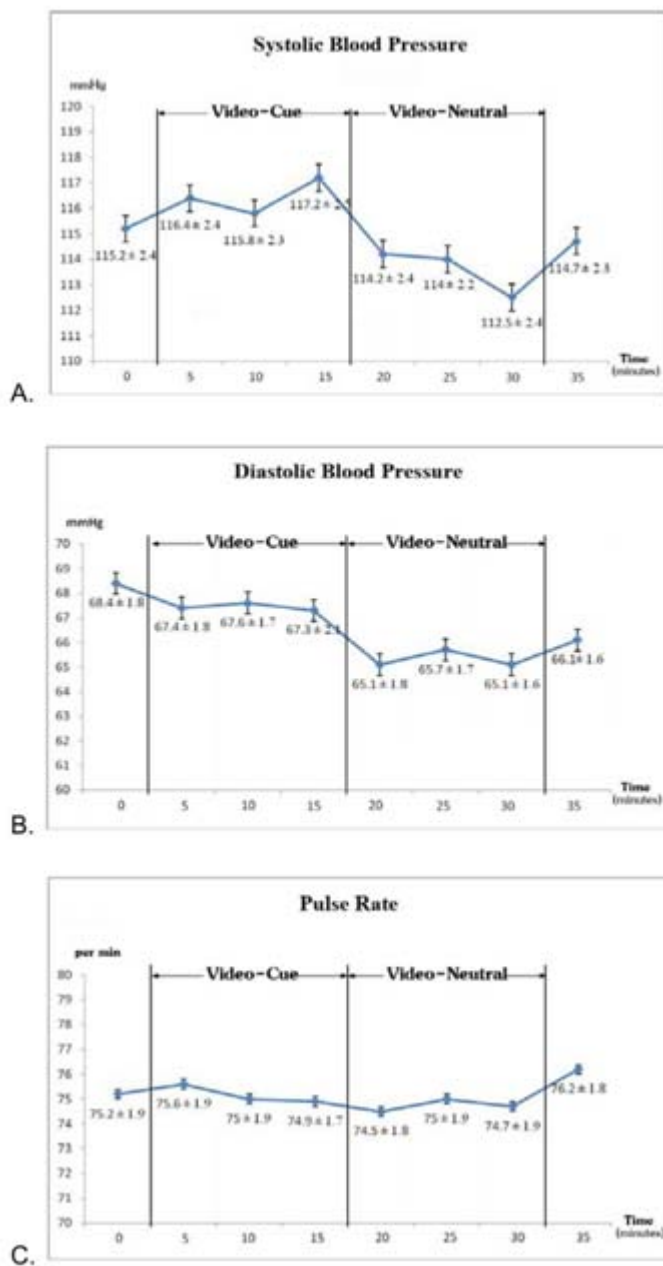 Systolic Blood Pressure
mmHg
Video-Cue Video-Neutral
120
119
118
117
116
115
114
113
112
111
110
115.2 ± 2.4 116.4 ± 2.4 115.8 ± 2.3 117.2 ± 2. 114.2 ± 2.4 114 ± 2.2 112.5 ± 2.4 114.7 ± 2.3
0 5 10 15 20 25 30 35
Time
(minutes)
A.
Diastolic Blood Pressure
mmHg
Video-Cue Video-Neutral
70
69
68
67
66
65
64
63
62
61
60
68.4 ± 1.8 67.4 ± 1.8 67.6 ± 1.7 67.3 ± 2.1 65.1 ± 1.8 65.7 ± 1.7 65.1 ± 1.6 66.1 ± 1.6
0 5 10 15 20 25 30 35
Time
(minutes)
B.
Pulse Rate
per min
Video-Cue Video-Neutral
80
79
78
77
76
75
74
73
72
71
70
75.2 ± 1.9 75.6 ± 1.9 75 ± 1.9 74.9 ± 1.7 74.5 ± 1.8 75 ± 1.9 74.7 ± 1.9 76.2 ± 1.8
0 5 10 15 20 25 30 35
Time
(minutes)
C.